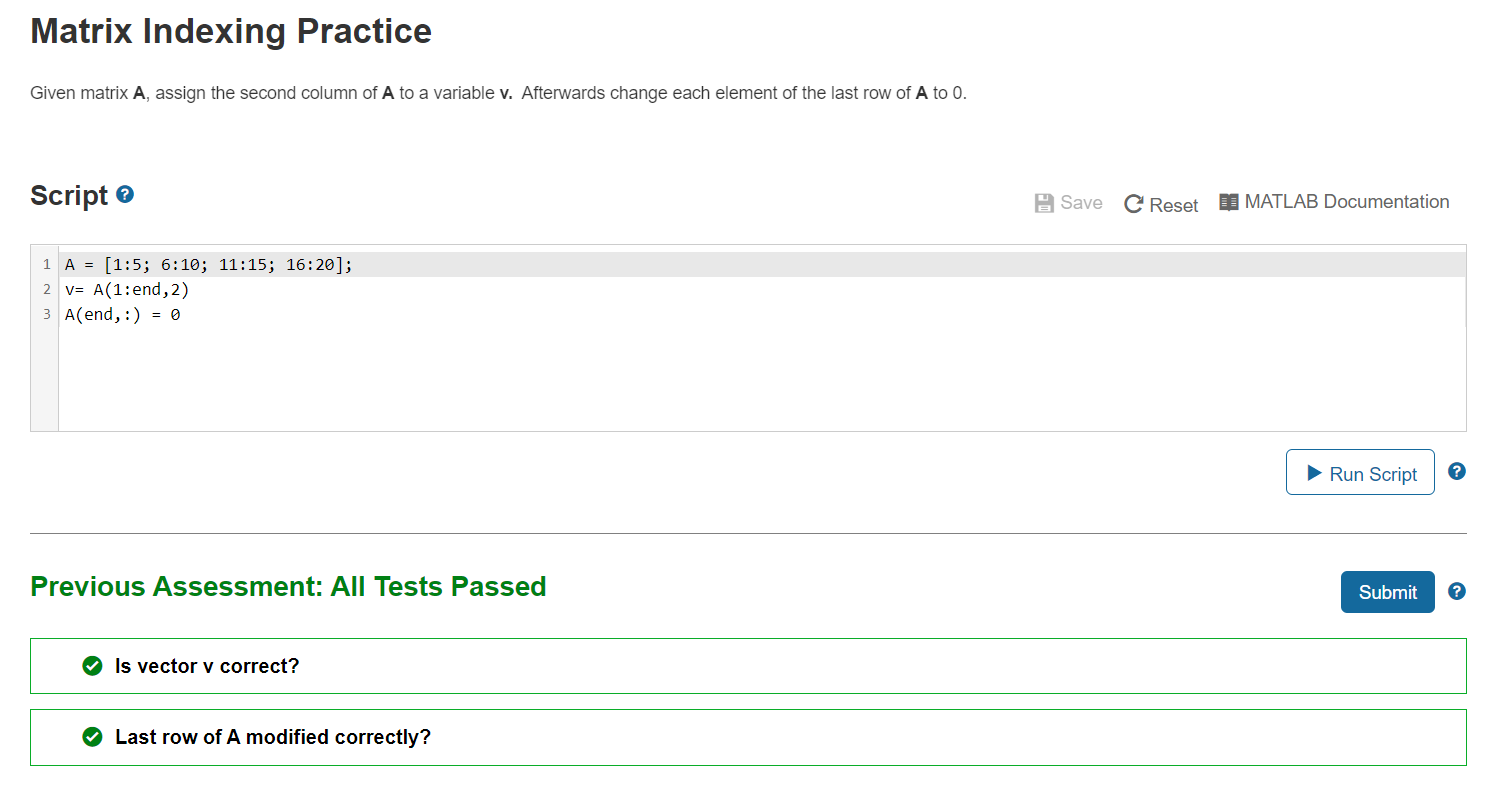 Matrix Indexing Practice
Given matrix A, assign the second column of A to a variable v. Afterwards change each element of the last row of A to 0.
Script ?
Save Reset MATLAB Documentation
1 A = [1:5; 6:10; 11:15; 16:20];
2 v= A(1:end,2)
3 A(end,:) = 0
Run Script ?
Previous Assessment: All Tests Passed
Submit ?
Is vector v correct?
Last row of A modified correctly?